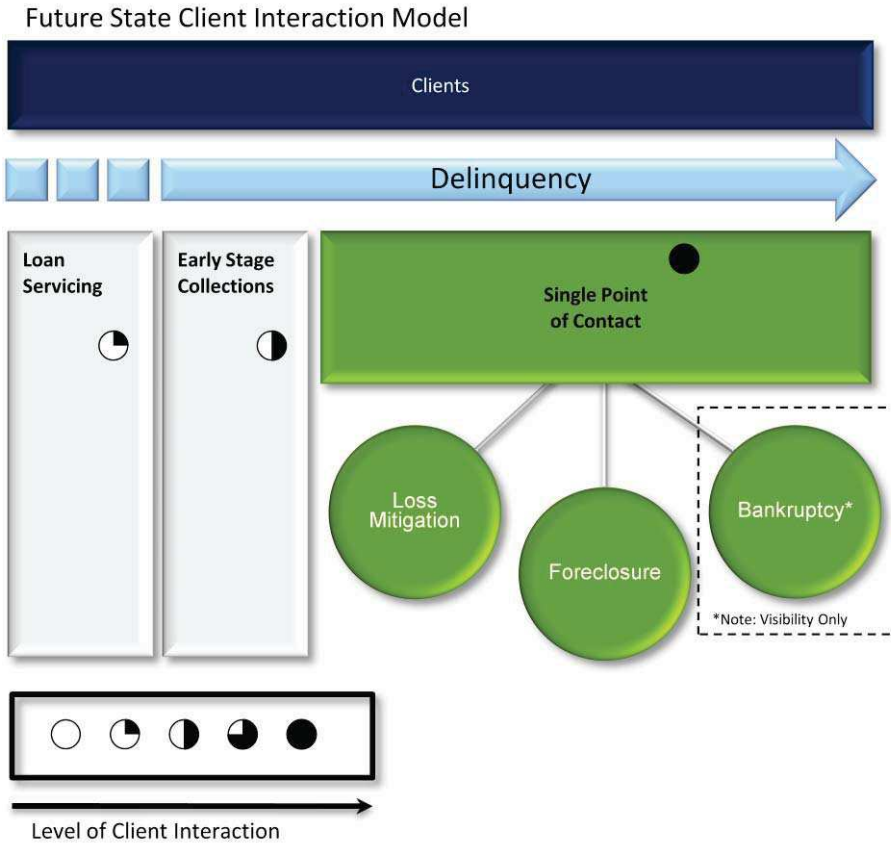 Future State Client Interaction Model
Clients
Delinquency
Loan
Servicing
Early Stage
Collections
Single Point
of Contact
Loss
Mitigation
Foreclosure
Bankruptcy*
*Note: Visibility Only
Level of Client Interaction